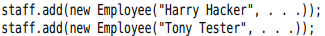 staff.add(new Employee("Harry Hacker", . . .));
staff.add(new Employee("Tony Tester", . . .));